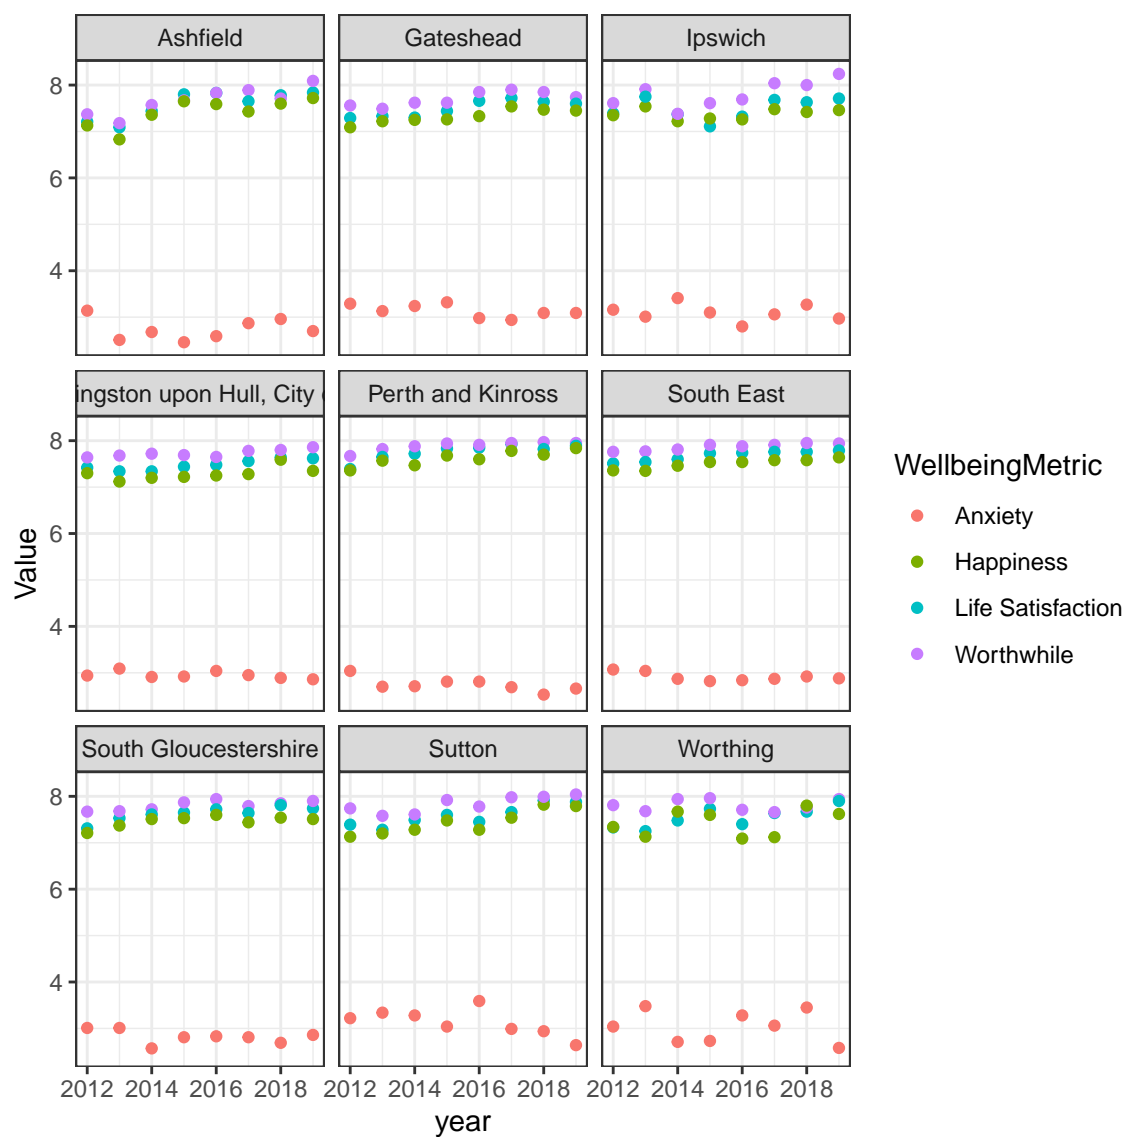 Ashfield Gateshead Ipswich
8
6
4
ingston upon Hull, City Perth and Kinross South East
8
6
4
Value
WellbeingMetric
Anxiety
Happiness
Life Satisfaction
Worthwhile
South Gloucestershire Sutton Worthing
8
6
4
2012 2014 2016 2018 2012 2014 2016 2018 2012 2014 2016 2018
year